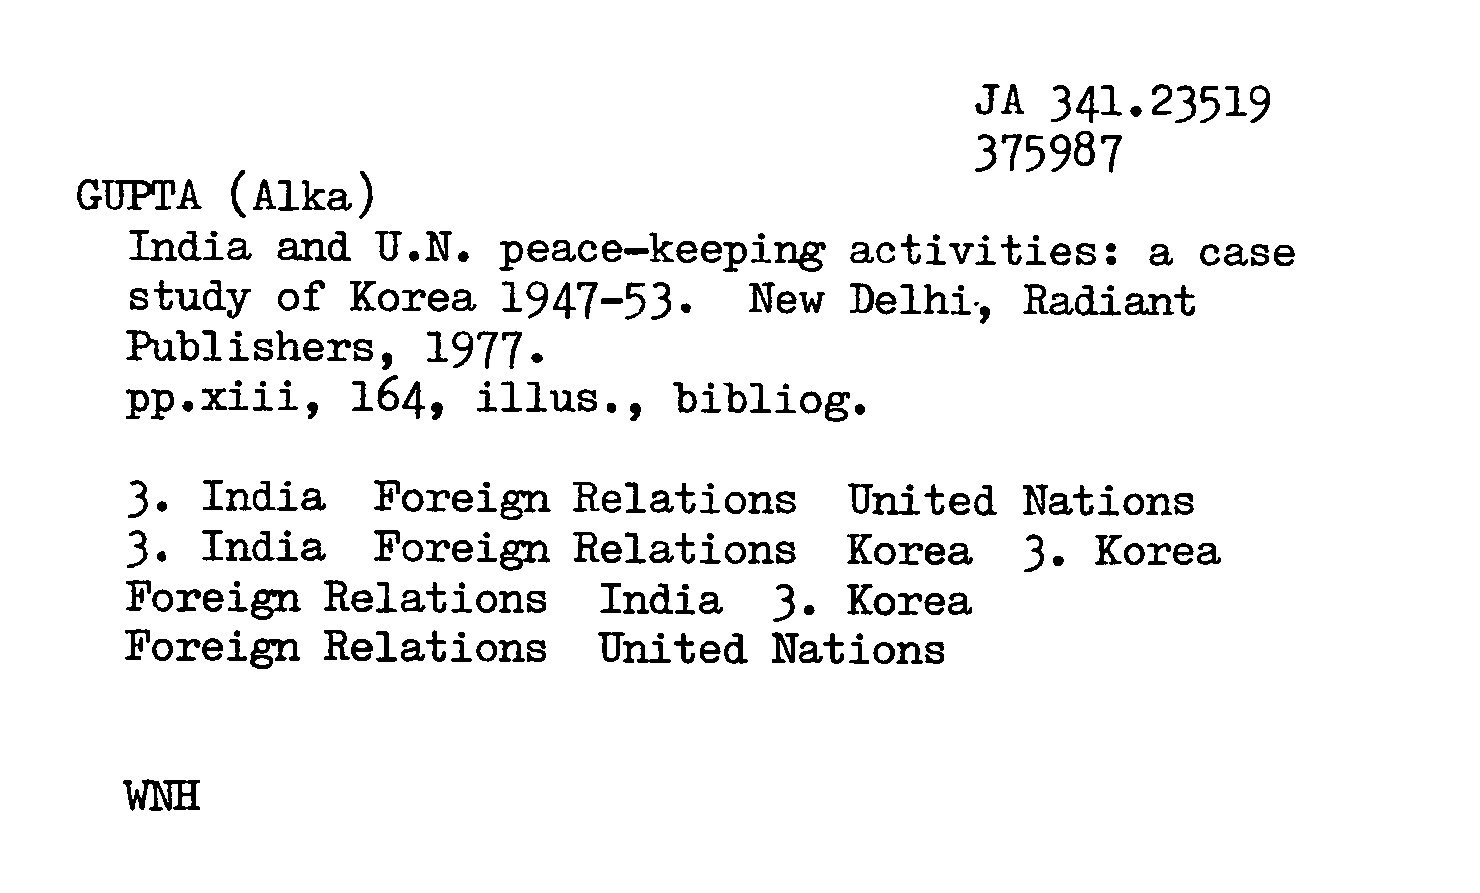 JA 341.23519
375987
GUPTA (Alka)
India and U.N. peace-keeping activities: a case
study of Korea 1947-53. New Delhi, Radiant
Publishers, 1977.
pp.xiii, 164, illus., bibliog.
3. India Foreign Relations United Nations
3. India Foreign Relations Korea 3. Korea
Foreign Relations India 3. Korea
Foreign Relations United Nations
WNH